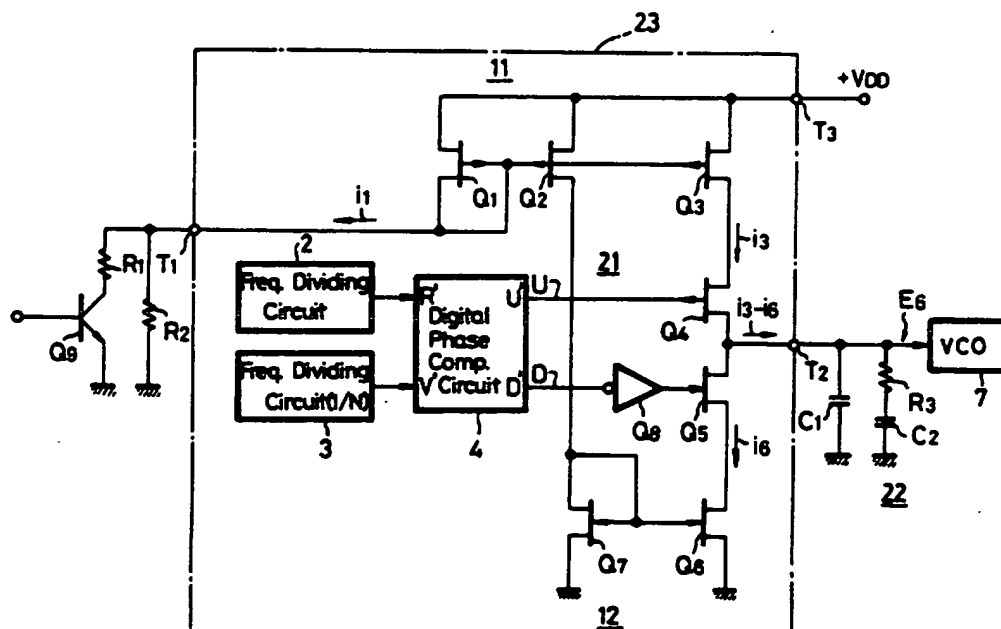 23
11
+VDD
T3
Q1
Q2
Q3
i1
T1
R1
R2
Q9
2
Freq. Dividing
Circuit
21
i3
R'
U'
U
Digital
Phase
Comp.
Circuit
V'
D'
D
4
Q4
i3-i6
T2
E6
VCO
7
Freq. Dividing
Circuit(1/N)
3
Q8
Q5
i6
C1
R3
C2
22
Q7
Q6
12